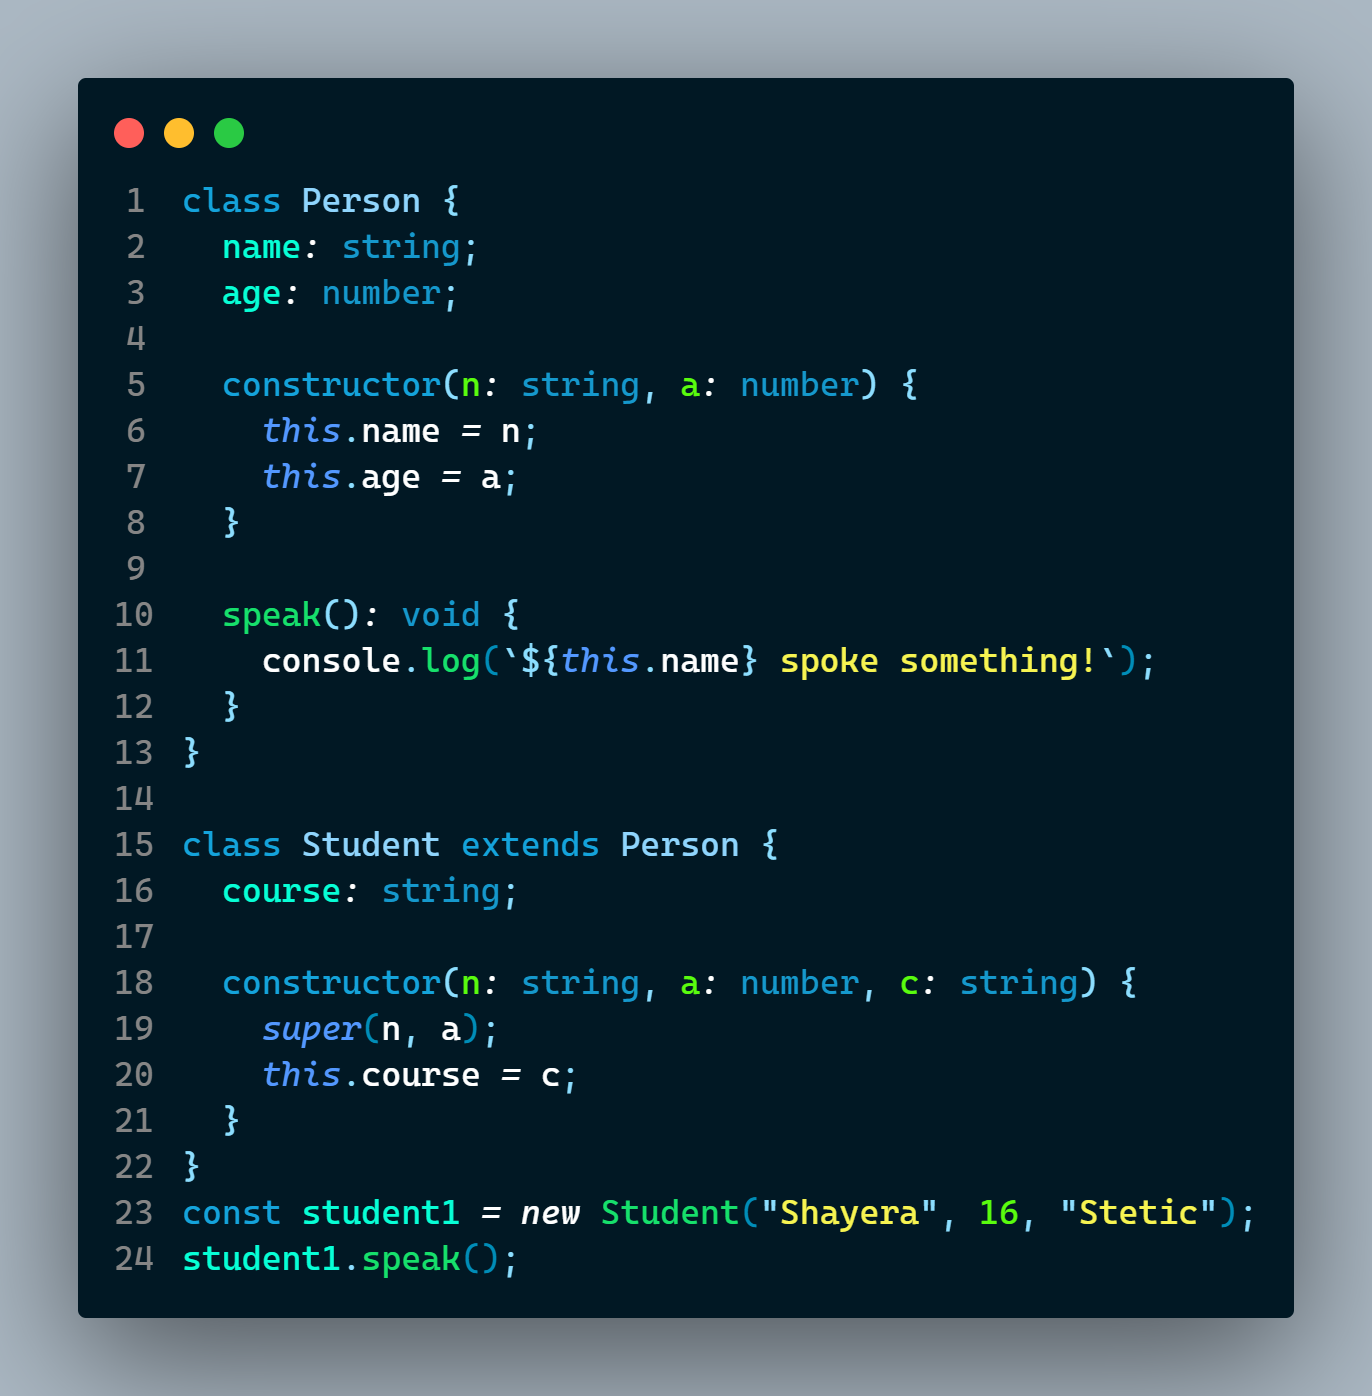 1 class Person {
2   name: string;
3   age: number;
4
5   constructor(n: string, a: number) {
6     this.name = n;
7     this.age = a;
8   }
9
10   speak(): void {
11     console.log(`${this.name} spoke something!`);
12   }
13 }
14
15 class Student extends Person {
16   course: string;
17
18   constructor(n: string, a: number, c: string) {
19     super(n, a);
20     this.course = c;
21   }
22 }
23 const student1 = new Student("Shayera", 16, "Stetic");
24 student1.speak();